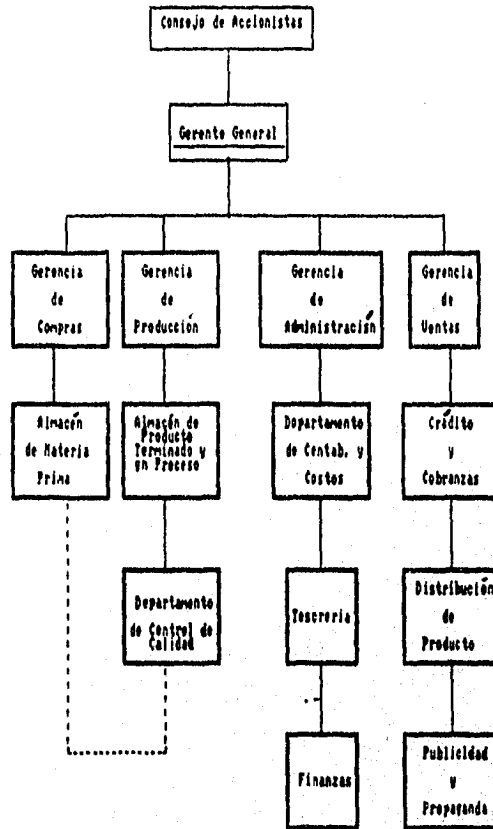 Consejo de Accionistas
Gerente General
Gerencia
de
Compras
Gerencia
de
Producción
Gerencia
de
Administración
Gerencia
de
Ventas
Almacén
de Materia
Prima
Almacén de
Producto
Terminado y
en Proceso
Departamento
de Contab. y
Costos
Crédito
y
Cobranzas
Departamento
de Control de
Calidad
Tesorería
Distribución
de
Producto
Finanzas
Publicidad
y
Propaganda